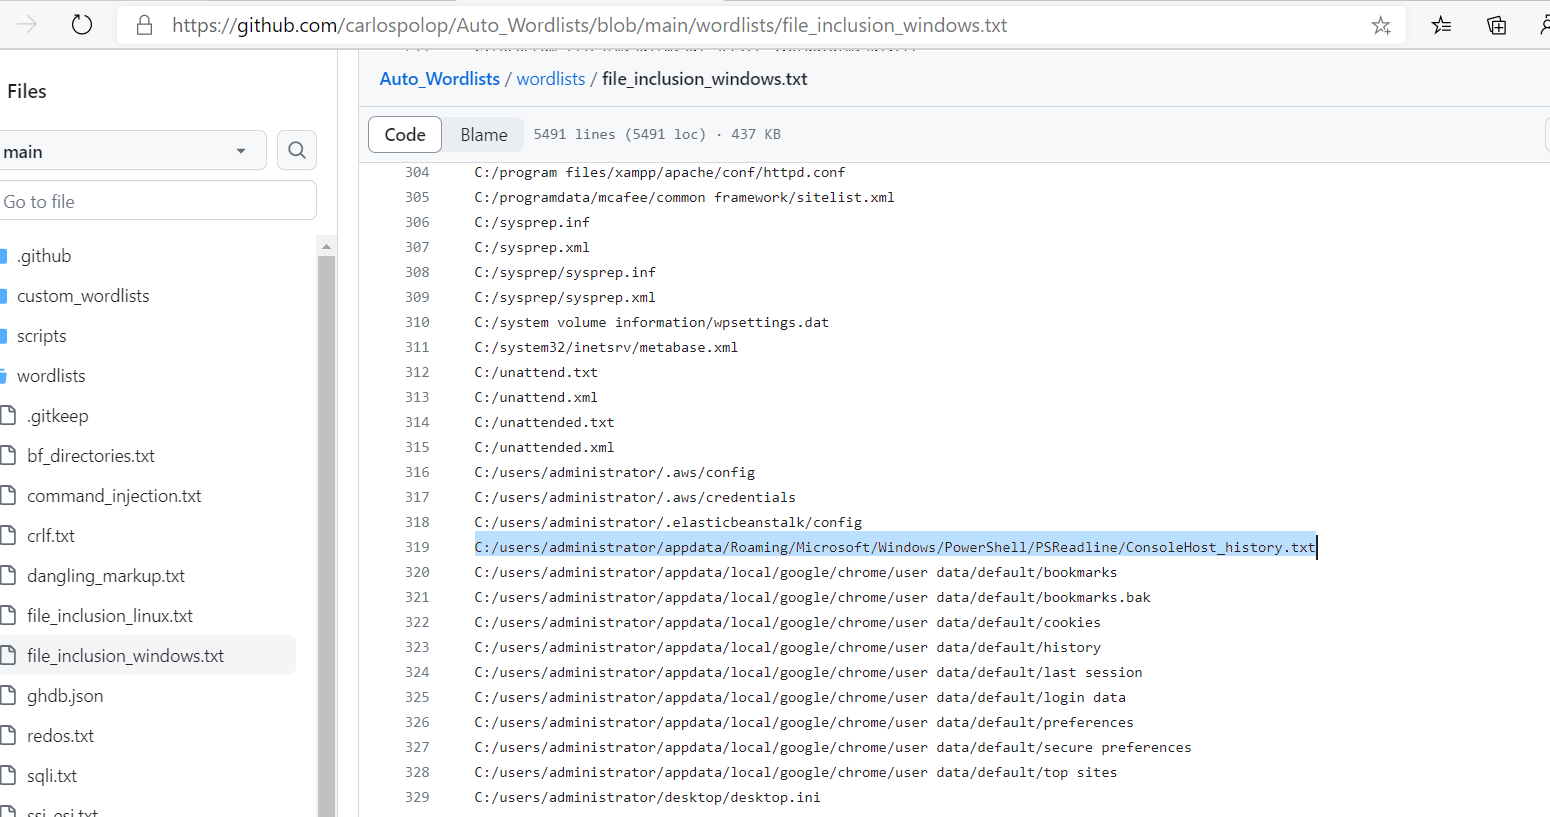 https://github.com/carlospolop/Auto_Wordlists/blob/main/wordlists/file_inclusion_windows.txt
Files
main
Go to file
.github
custom_wordlists
scripts
wordlists
.gitkeep
bf_directories.txt
command_injection.txt
crlf.txt
dangling_markup.txt
file_inclusion_linux.txt
file_inclusion_windows.txt
ghdb.json
redos.txt
sqli.txt
ssi_esi.txt
Auto_Wordlists / wordlists / file_inclusion_windows.txt
Code Blame 5491 lines (5491 loc) · 437 KB
304 C:/program files/xampp/apache/conf/httpd.conf
305 C:/programdata/mcafee/common framework/sitelist.xml
306 C:/sysprep.inf
307 C:/sysprep.xml
308 C:/sysprep/sysprep.inf
309 C:/sysprep/sysprep.xml
310 C:/system volume information/wpsettings.dat
311 C:/system32/inetsrv/metabase.xml
312 C:/unattend.txt
313 C:/unattend.xml
314 C:/unattended.txt
315 C:/unattended.xml
316 C:/users/administrator/.aws/config
317 C:/users/administrator/.aws/credentials
318 C:/users/administrator/.elasticbeanstalk/config
319 C:/users/administrator/appdata/Roaming/Microsoft/Windows/PowerShell/PSReadline/ConsoleHost_history.txt
320 C:/users/administrator/appdata/local/google/chrome/user data/default/bookmarks
321 C:/users/administrator/appdata/local/google/chrome/user data/default/bookmarks.bak
322 C:/users/administrator/appdata/local/google/chrome/user data/default/cookies
323 C:/users/administrator/appdata/local/google/chrome/user data/default/history
324 C:/users/administrator/appdata/local/google/chrome/user data/default/last session
325 C:/users/administrator/appdata/local/google/chrome/user data/default/login data
326 C:/users/administrator/appdata/local/google/chrome/user data/default/preferences
327 C:/users/administrator/appdata/local/google/chrome/user data/default/secure preferences
328 C:/users/administrator/appdata/local/google/chrome/user data/default/top sites
329 C:/users/administrator/desktop/desktop.ini